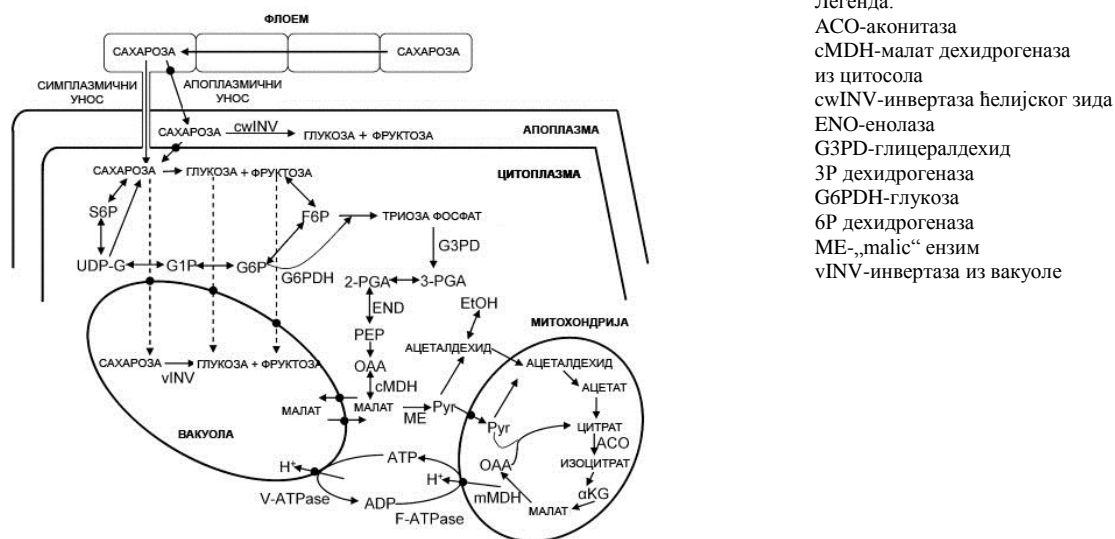 ФЛОЕМ
САХАРОЗА САХАРОЗА
СИМПЛАЗМИЧНИ
УНОС
АПОПЛАЗМИЧНИ
УНОС
САХАРОЗА cwINV ГЛУКОЗА + ФРУКТОЗА
АПОПЛАЗМА
САХАРОЗА ГЛУКОЗА + ФРУКТОЗА
ЦИТОПЛАЗМА
S6P F6P ТРИОЗА ФОСФАТ
G3PD
UDP-G G1P G6P
G6PDH
2-PGA 3-PGA
END
EtOH
PEP
АЦЕТАЛДЕХИД
OAA
cMDH
МАЛАТ ME Pyr
МИТОХОНДРИЈА
АЦЕТАЛДЕХИД
АЦЕТАТ
Pyr ЦИТРАТ
ACO
OAA ИЗОЦИТРАТ
αKG
mMDH МАЛАТ
САХАРОЗА ГЛУКОЗА + ФРУКТОЗА
vINV
МАЛАТ
ВАКУОЛА
H+ ATP H+
V-ATPase ADP
F-ATPase
Легенда:
ACO-аконитаза
cMDH-малат дехидрогеназа
из цитосола
cwINV-инвертаза ћелијског зида
ENO-енолаза
G3PD-глицералдехид
3P дехидрогеназа
G6PDH-глукоза
6P дехидрогеназа
ME-„malic“ ензим
vINV-инвертаза из вакуоле